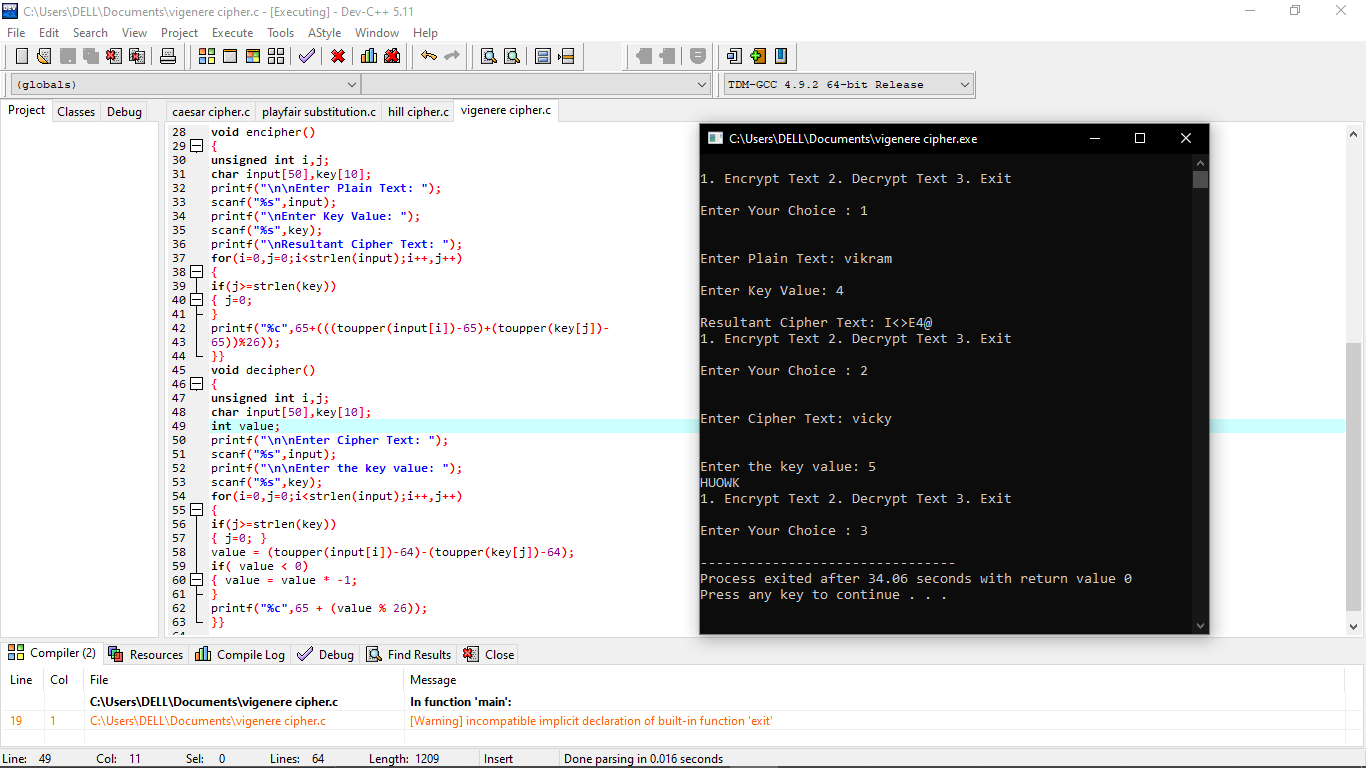 C:\Users\DELL\Documents\vigenere cipher.c - [Executing] - Dev-C++ 5.11
File Edit Search View Project Execute Tools AStyle Window Help
(globals)
TDM-GCC 4.9.2 64-bit Release
Project Classes Debug
caesar cipher.c playfair substitution.c hill cipher.c vigenere cipher.c
28 void encipher()
29 {
30 unsigned int i,j;
31 char input[50],key[10];
32 printf("\n\nEnter Plain Text: ");
33 scanf("%s",input);
34 printf("\nEnter Key Value: ");
35 scanf("%s",key);
36 printf("\nResultant Cipher Text: ");
37 for(i=0,j=0;i<strlen(input);i++,j++)
38 {
39 if(j>=strlen(key))
40 { j=0;
41 }
42 printf("%c",65+(((toupper(input[i])-65)+(toupper(key[j])-
43 65))%26));
44 }}
45 void decipher()
46 {
47 unsigned int i,j;
48 char input[50],key[10];
49 int value;
50 printf("\n\nEnter Cipher Text: ");
51 scanf("%s",input);
52 printf("\n\nEnter the key value: ");
53 scanf("%s",key);
54 for(i=0,j=0;i<strlen(input);i++,j++)
55 {
56 if(j>=strlen(key))
57 { j=0; }
58 value = (toupper(input[i])-64)-(toupper(key[j])-64);
59 if( value < 0)
60 { value = value * -1;
61 }
62 printf("%c",65 + (value % 26));
63 }}
C:\Users\DELL\Documents\vigenere cipher.exe
1. Encrypt Text 2. Decrypt Text 3. Exit
Enter Your Choice : 1
Enter Plain Text: vikram
Enter Key Value: 4
Resultant Cipher Text: I<>E4@
1. Encrypt Text 2. Decrypt Text 3. Exit
Enter Your Choice : 2
Enter Cipher Text: vicky
Enter the key value: 5
HUOWK
1. Encrypt Text 2. Decrypt Text 3. Exit
Enter Your Choice : 3
--------------------------------
Process exited after 34.06 seconds with return value 0
Press any key to continue . . .
Compiler (2) Resources Compile Log Debug Find Results Close
Line Col File Message
C:\Users\DELL\Documents\vigenere cipher.c In function 'main':
19 1 C:\Users\DELL\Documents\vigenere cipher.c [Warning] incompatible implicit declaration of built-in function 'exit'
Line: 49 Col: 11 Sel: 0 Lines: 64 Length: 1209 Insert Done parsing in 0.016 seconds